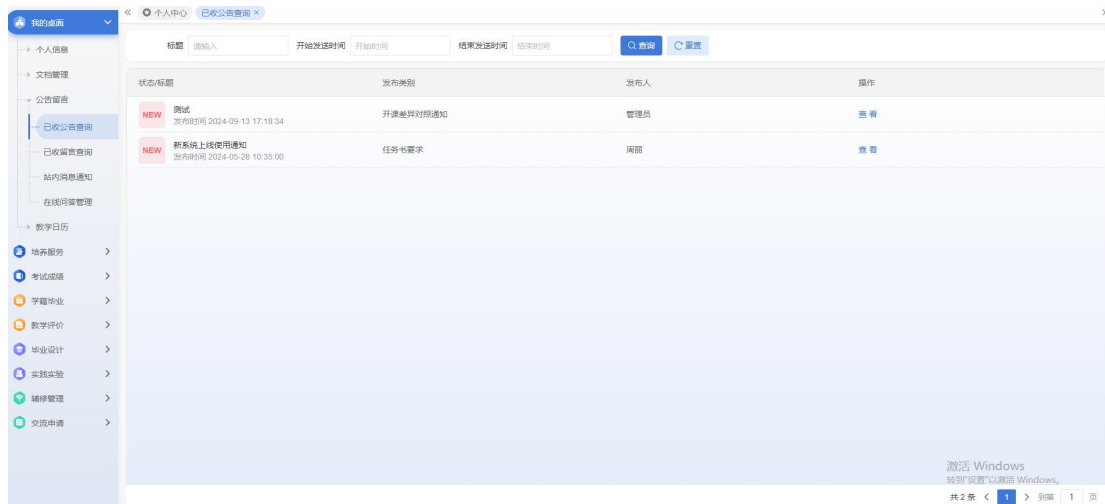 我的桌面
个人信息
文档管理
公告留言
已收公告查询
已收留言查询
站内消息通知
在线问答管理
教学日历
培养服务
考试成绩
学籍毕业
教学评价
毕业设计
实践实验
辅修管理
交流申请
个人中心 已收公告查询 ×
标题 请输入 开始发送时间 开始时间 结束发送时间 结束时间 查询 重置
状态/标题 发布类别 发布人 操作
NEW 测试 开课差异对照通知 管理员 查看
发布时间 2024-09-13 17:18:34
NEW 新系统上线使用通知 任务书要求 周丽 查看
发布时间 2024-05-28 10:35:00
激活 Windows
转到"设置"以激活 Windows。
共 2 条 1 到第 1 页